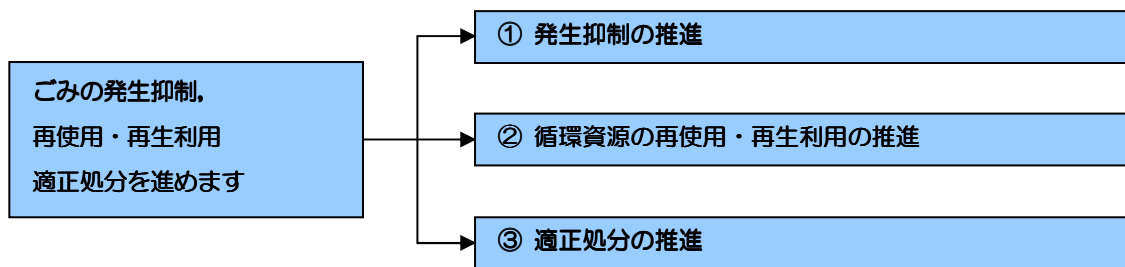 ごみの発生抑制,
再使用・再生利用
適正処分を進めます
① 発生抑制の推進
② 循環資源の再使用・再生利用の推進
③ 適正処分の推進